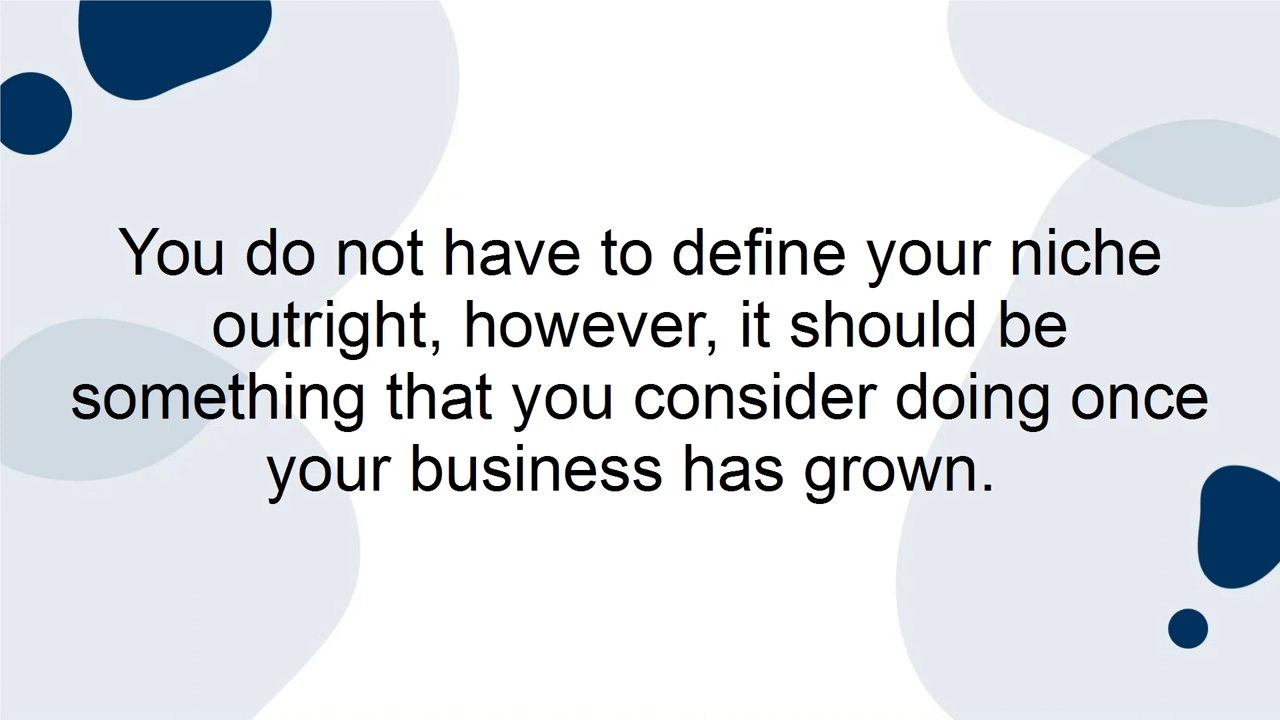 You do not have to define your niche
outright, however, it should be
something that you consider doing once
your business has grown.